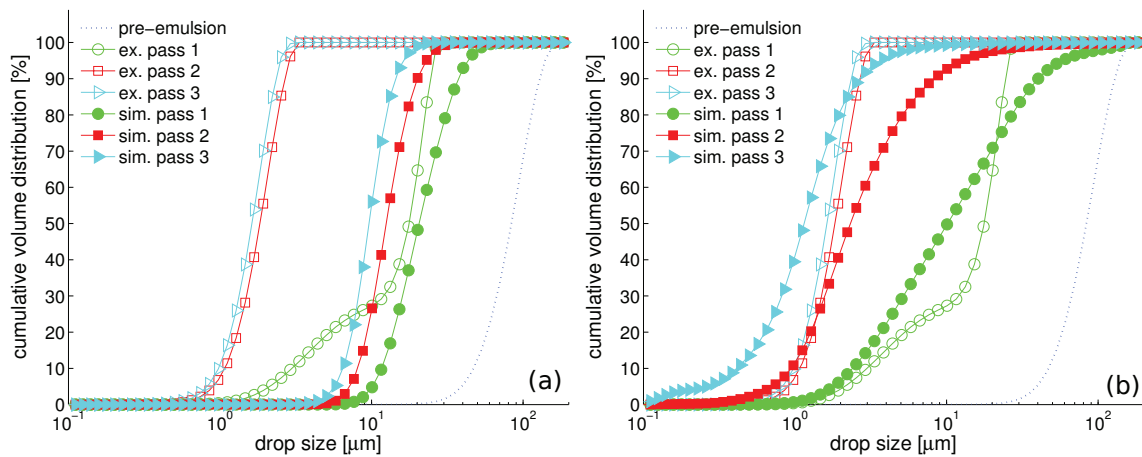 cumulative volume distribution [%]
100
90
80
70
60
50
40
30
20
10
0
pre-emulsion
ex. pass 1
ex. pass 2
ex. pass 3
sim. pass 1
sim. pass 2
sim. pass 3
(a)
10⁻¹ 10⁰ 10¹ 10²
drop size [μm]
cumulative volume distribution [%]
100
90
80
70
60
50
40
30
20
10
0
pre-emulsion
ex. pass 1
ex. pass 2
ex. pass 3
sim. pass 1
sim. pass 2
sim. pass 3
(b)
10⁻¹ 10⁰ 10¹ 10²
drop size [μm]